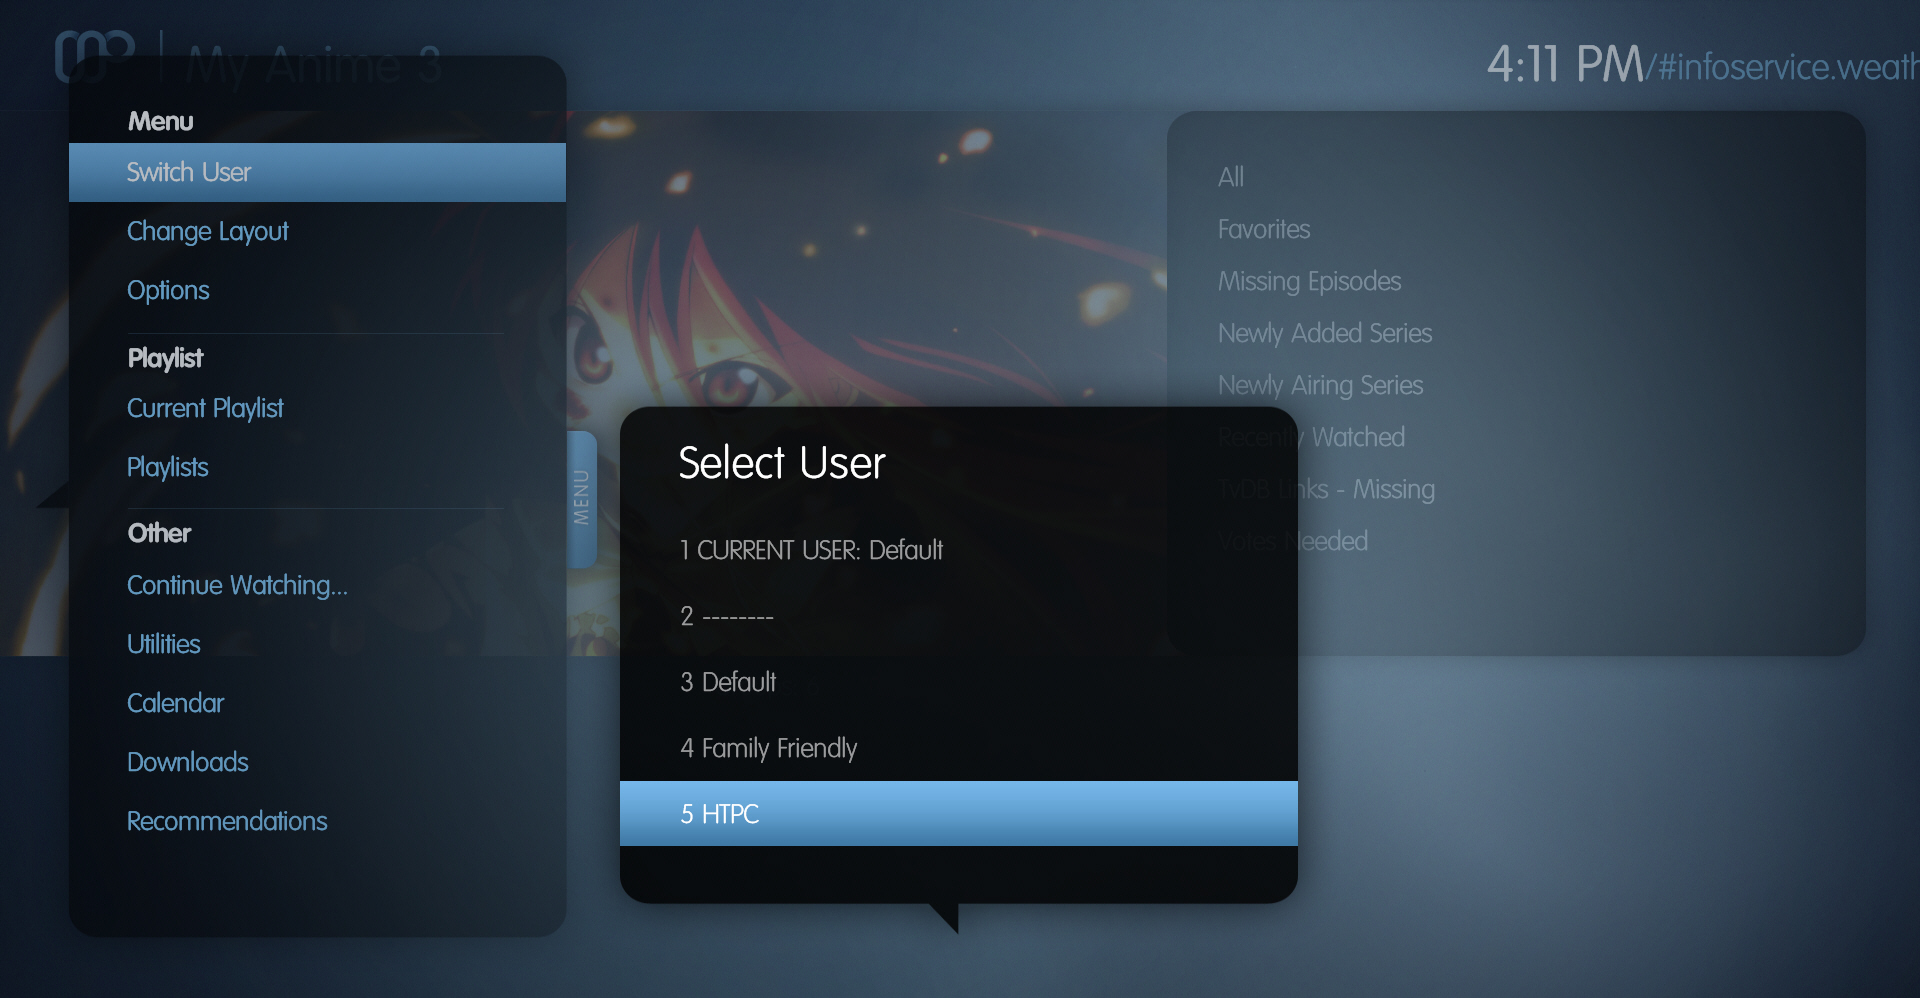 My Anime 3
4:11 PM/#infoservice.weath
Menu
Switch User
Change Layout
Options
Playlist
Current Playlist
Playlists
Other
Continue Watching...
Utilities
Calendar
Downloads
Recommendations
MENU
All
Favorites
Missing Episodes
Newly Added Series
Newly Airing Series
Recently Watched
TvDB Links - Missing
Votes Needed
Select User
1 CURRENT USER: Default
2 --------
3 Default
4 Family Friendly
5 HTPC